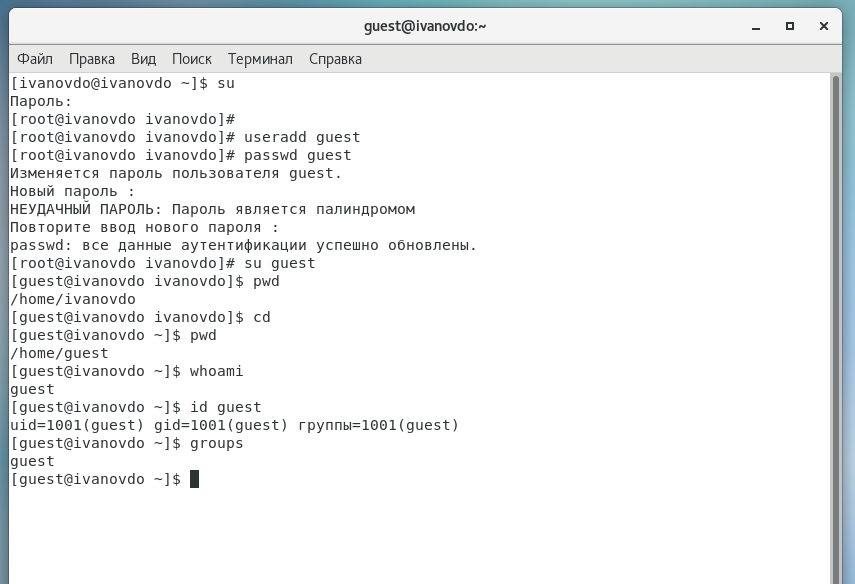 guest@ivanovdo:~
Файл Правка Вид Поиск Терминал Справка
[ivanovdo@ivanovdo ~]$ su
Пароль:
[root@ivanovdo ivanovdo]#
[root@ivanovdo ivanovdo]# useradd guest
[root@ivanovdo ivanovdo]# passwd guest
Изменяется пароль пользователя guest.
Новый пароль :
НЕУДАЧНЫЙ ПАРОЛЬ: Пароль является палиндромом
Повторите ввод нового пароля :
passwd: все данные аутентификации успешно обновлены.
[root@ivanovdo ivanovdo]# su guest
[guest@ivanovdo ivanovdo]$ pwd
/home/ivanovdo
[guest@ivanovdo ivanovdo]$ cd
[guest@ivanovdo ~]$ pwd
/home/guest
[guest@ivanovdo ~]$ whoami
guest
[guest@ivanovdo ~]$ id guest
uid=1001(guest) gid=1001(guest) группы=1001(guest)
[guest@ivanovdo ~]$ groups
guest
[guest@ivanovdo ~]$